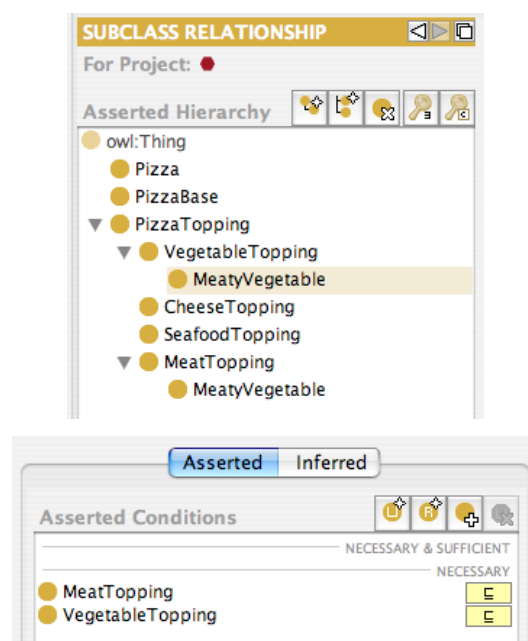 SUBCLASS RELATIONSHIP
For Project:
Asserted Hierarchy
owl:Thing
Pizza
PizzaBase
PizzaTopping
VegetableTopping
MeatyVegetable
CheeseTopping
SeafoodTopping
MeatTopping
MeatyVegetable
Asserted Inferred
Asserted Conditions
NECESSARY & SUFFICIENT
NECESSARY
MeatTopping ⊑
VegetableTopping ⊑